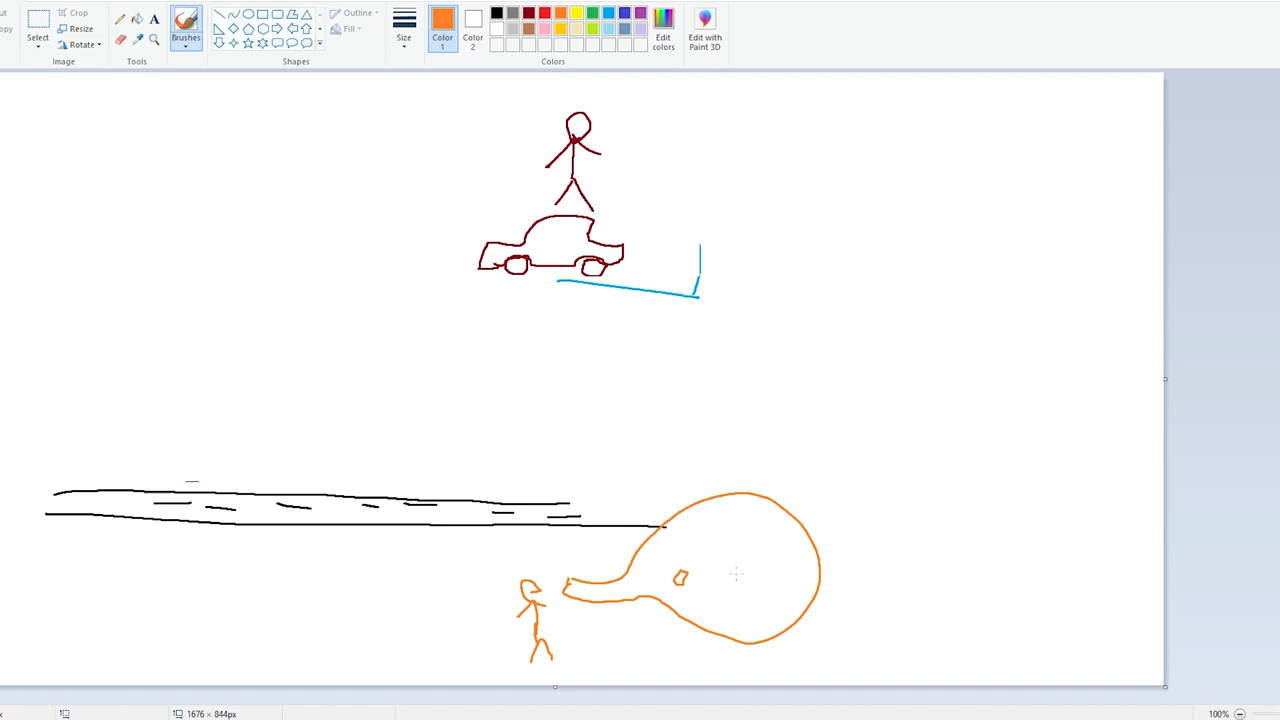 Crop
Outline
Resize
Fill
Select
Rotate
Brushes
Size
Color
1
Color
2
Edit
colors
Edit with
Paint 3D
Image
Tools
Shapes
Colors
1676 × 844px
100%